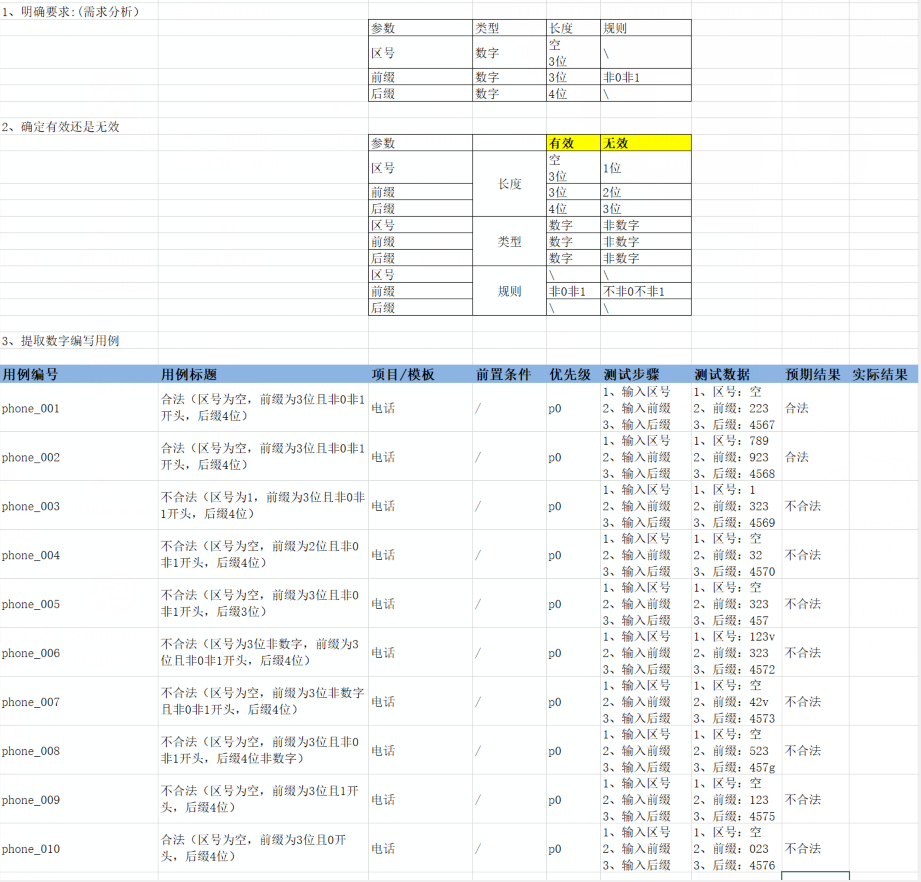 1、明确要求:(需求分析)
参数 类型 长度 规则
区号 数字 空 \
3位
前缀 数字 3位 非0非1
后缀 数字 4位 \
2、确定有效还是无效
参数 有效 无效
区号 长度 空 1位
3位
前缀 3位 2位
后缀 4位 3位
区号 类型 数字 非数字
前缀 数字 非数字
后缀 数字 非数字
区号 规则 \ \
前缀 非0非1 不非0不非1
后缀 \ \
3、提取数字编写用例
用例编号 用例标题 项目/模板 前置条件 优先级 测试步骤 测试数据 预期结果 实际结果
phone_001 合法（区号为空，前缀为3位且非0非1 电话 / p0 1、输入区号 1、区号：空 合法
开头，后缀4位） 2、输入前缀 2、前缀：223
3、输入后缀 3、后缀：4567
phone_002 合法（区号为空，前缀为3位且非0非1 电话 / p0 1、输入区号 1、区号：789 合法
开头，后缀4位） 2、输入前缀 2、前缀：923
3、输入后缀 3、后缀：4568
phone_003 不合法（区号为1，前缀为3位且非0非 电话 / p0 1、输入区号 1、区号：1 不合法
1开头，后缀4位） 2、输入前缀 2、前缀：323
3、输入后缀 3、后缀：4569
phone_004 不合法（区号为空，前缀为2位且非0 电话 / p0 1、输入区号 1、区号：空 不合法
非1开头，后缀4位） 2、输入前缀 2、前缀：32
3、输入后缀 3、后缀：4570
phone_005 不合法（区号为空，前缀为3位且非0 电话 / p0 1、输入区号 1、区号：空 不合法
非1开头，后缀3位） 2、输入前缀 2、前缀：323
3、输入后缀 3、后缀：457
phone_006 不合法（区号为3位非数字，前缀为3 电话 / p0 1、输入区号 1、区号：123v 不合法
位且非0非1开头，后缀4位） 2、输入前缀 2、前缀：323
3、输入后缀 3、后缀：4572
phone_007 不合法（区号为空，前缀为3位非数字 电话 / p0 1、输入区号 1、区号：空 不合法
且非0非1开头，后缀4位） 2、输入前缀 2、前缀：42v
3、输入后缀 3、后缀：4573
phone_008 不合法（区号为空，前缀为3位且非0 电话 / p0 1、输入区号 1、区号：空 不合法
非1开头，后缀4位非数字） 2、输入前缀 2、前缀：523
3、输入后缀 3、后缀：457g
phone_009 不合法（区号为空，前缀为3位且1开 电话 / p0 1、输入区号 1、区号：空 不合法
头，后缀4位） 2、输入前缀 2、前缀：123
3、输入后缀 3、后缀：4575
phone_010 合法（区号为空，前缀为3位且0开 电话 / p0 1、输入区号 1、区号：空 不合法
头，后缀4位） 2、输入前缀 2、前缀：023
3、输入后缀 3、后缀：4576